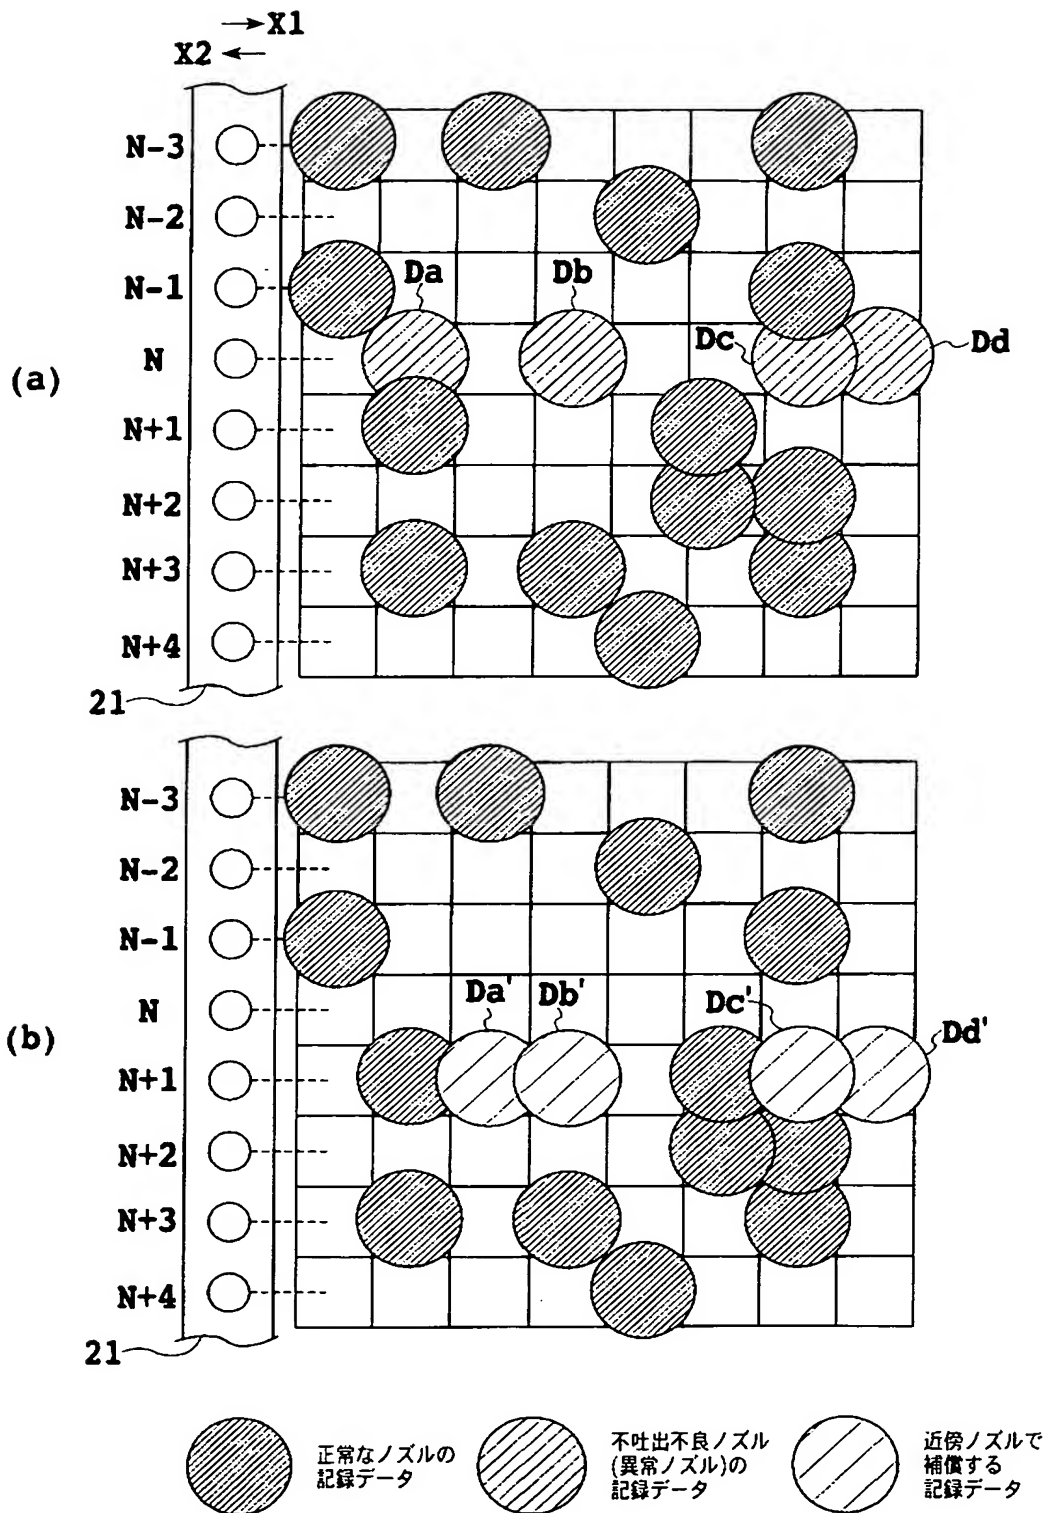 X1
X2
N-3
N-2
N-1
Da
Db
N
Dc
Dd
(a)
N+1
N+2
N+3
N+4
21
N-3
N-2
N-1
N
Da'
Db'
Dc'
Dd'
(b)
N+1
N+2
N+3
N+4
21
正常なノズルの
記録データ
不吐出不良ノズル
(異常ノズル)の
記録データ
近傍ノズルで
補償する
記録データ